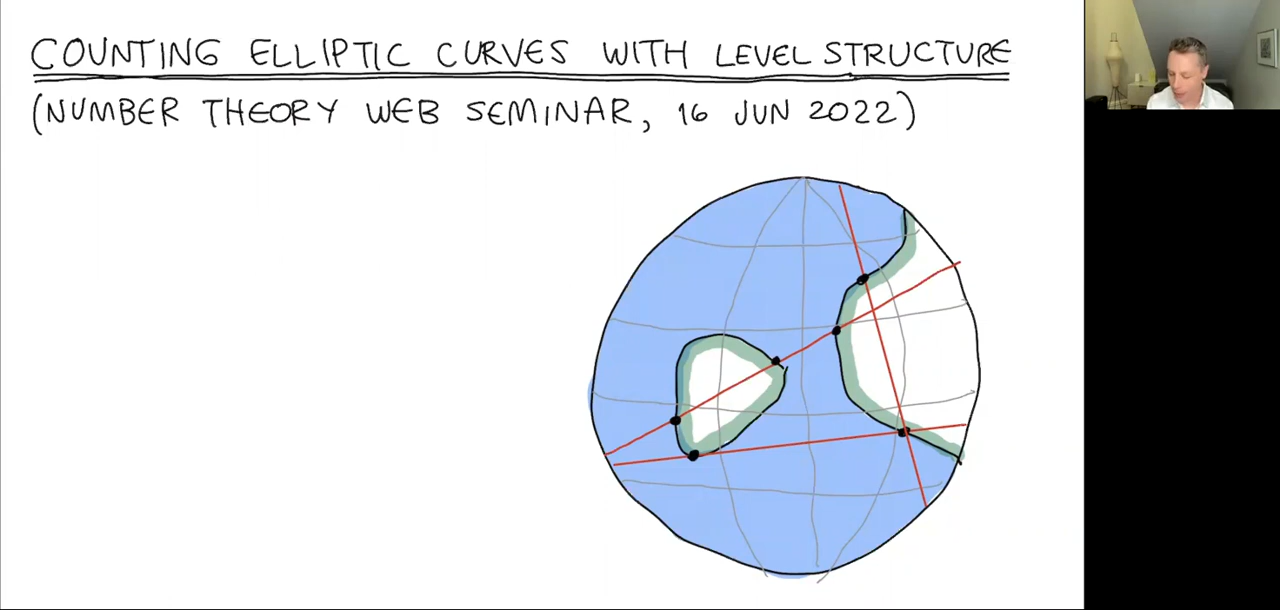 COUNTING ELLIPTIC CURVES WITH LEVEL STRUCTURE
(NUMBER THEORY WEB SEMINAR, 16 JUN 2022)